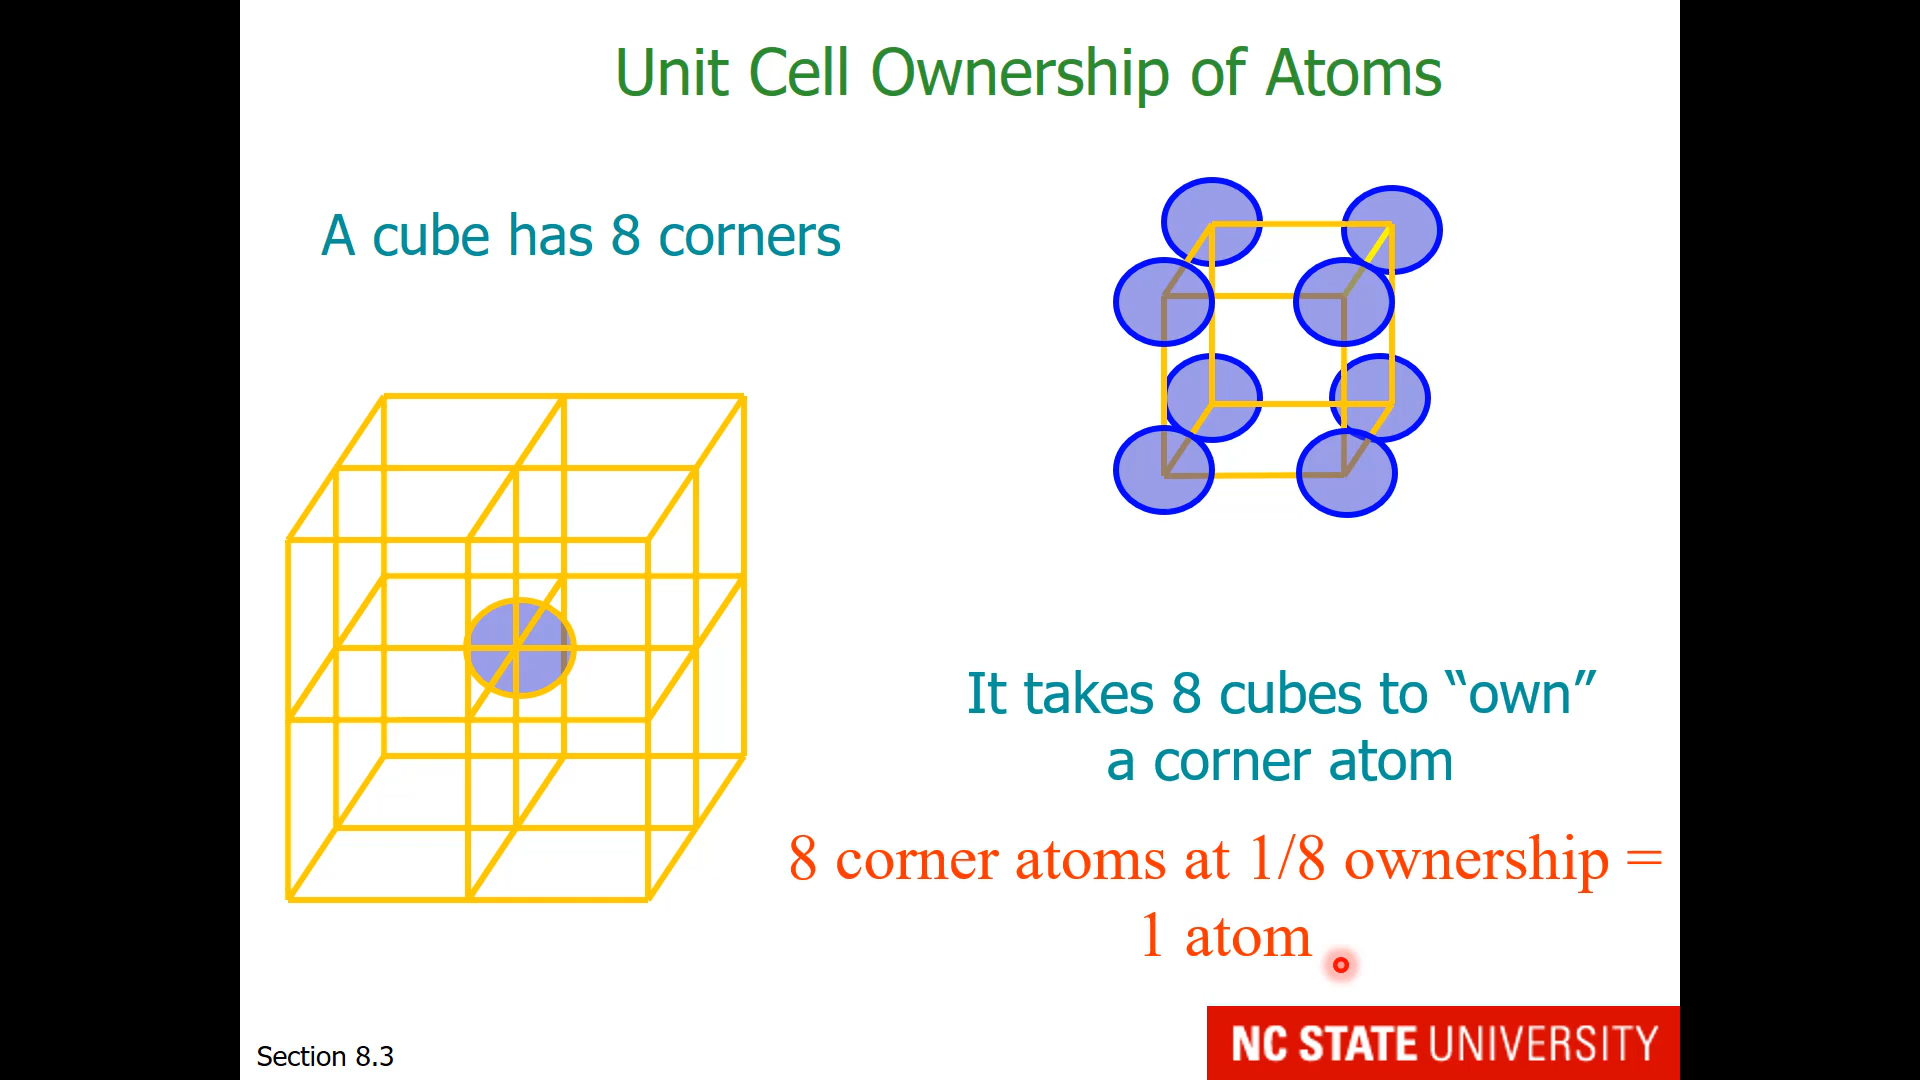 Unit Cell Ownership of Atoms
A cube has 8 corners
It takes 8 cubes to “own”
a corner atom
8 corner atoms at 1/8 ownership =
1 atom
Section 8.3
NC STATE UNIVERSITY